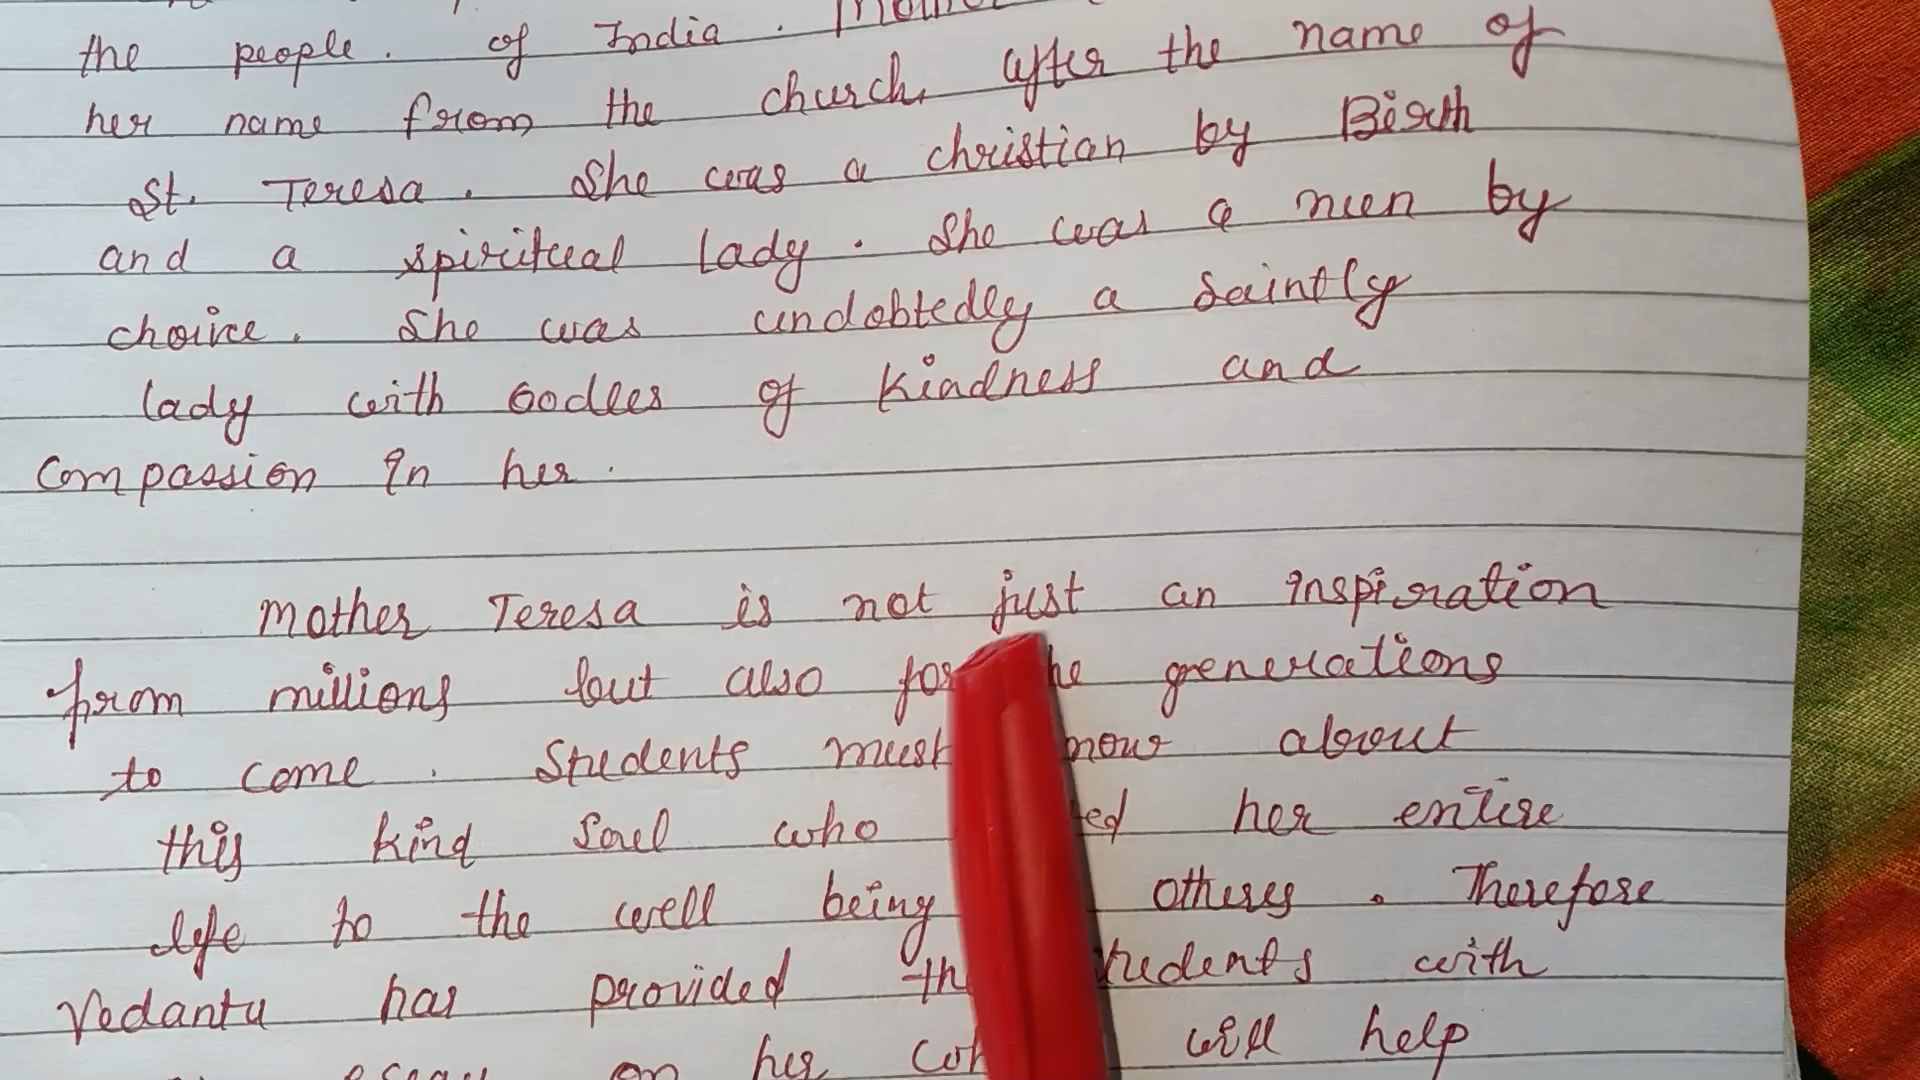 the people. of India.
her name from the church after the name of
St. Teresa. She was a christian by Birth
and a spiritual lady. She was a nun by
choice. She was undobtedly a saintly
lady with oodles of kindness and
compassion in her.
Mother Teresa is not just an inspiration
from millions but also for generations
to come. Students must about
this kind soul who her entire
life to the well being others. Therefore
Vedantu has provided with
on her will help